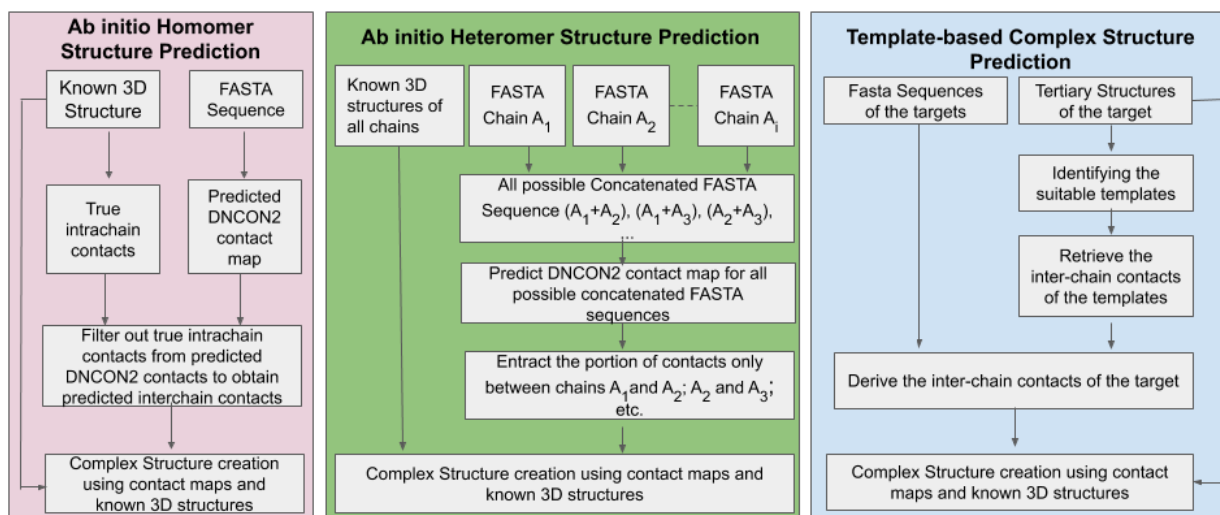 Ab initio Homomer
Structure Prediction
Known 3D
Structure
FASTA
Sequence
True
intrachain
contacts
Predicted
DNCON2
contact
map
Filter out true intrachain
contacts from predicted
DNCON2 contacts to obtain
predicted interchain contacts
Complex Structure creation
using contact maps and
known 3D structures
Ab initio Heteromer Structure Prediction
Known 3D
structures of
all chains
FASTA
Chain A1
FASTA
Chain A2
FASTA
Chain Ai
All possible Concatenated FASTA
Sequence (A1+A2), (A1+A3), (A2+A3),
...
Predict DNCON2 contact map for all
possible concatenated FASTA
sequences
Entract the portion of contacts only
between chains A1 and A2; A2 and A3;
etc.
Complex Structure creation using contact maps and
known 3D structures
Template-based Complex Structure
Prediction
Fasta Sequences
of the targets
Tertiary Structures
of the target
Identifying the
suitable templates
Retrieve the
inter-chain contacts
of the templates
Derive the inter-chain contacts of the target
Complex Structure creation using contact
maps and known 3D structures